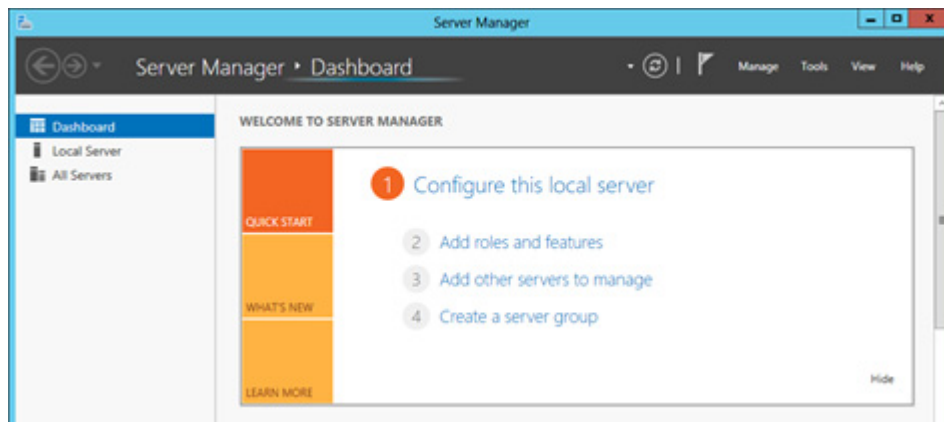 Server Manager
Server Manager • Dashboard
Manage Tools View Help
Dashboard
Local Server
All Servers
WELCOME TO SERVER MANAGER
QUICK START
WHAT'S NEW
LEARN MORE
1 Configure this local server
2 Add roles and features
3 Add other servers to manage
4 Create a server group
Hide